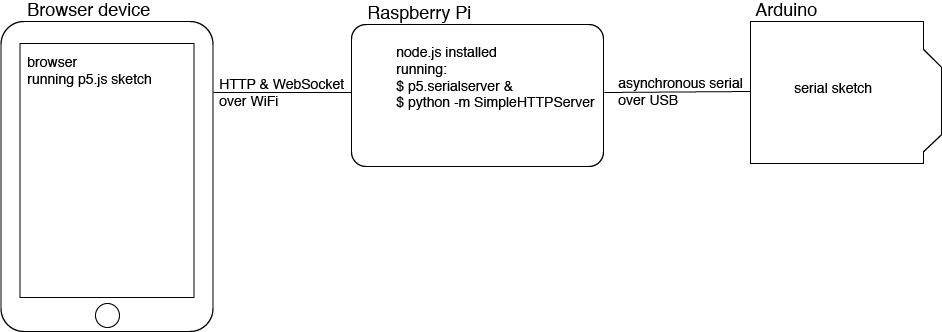 Browser device
browser
running p5.js sketch
HTTP & WebSocket
over WiFi
Raspberry Pi
node.js installed
running:
$ p5.serialserver &
$ python -m SimpleHTTPServer
asynchronous serial
over USB
Arduino
serial sketch